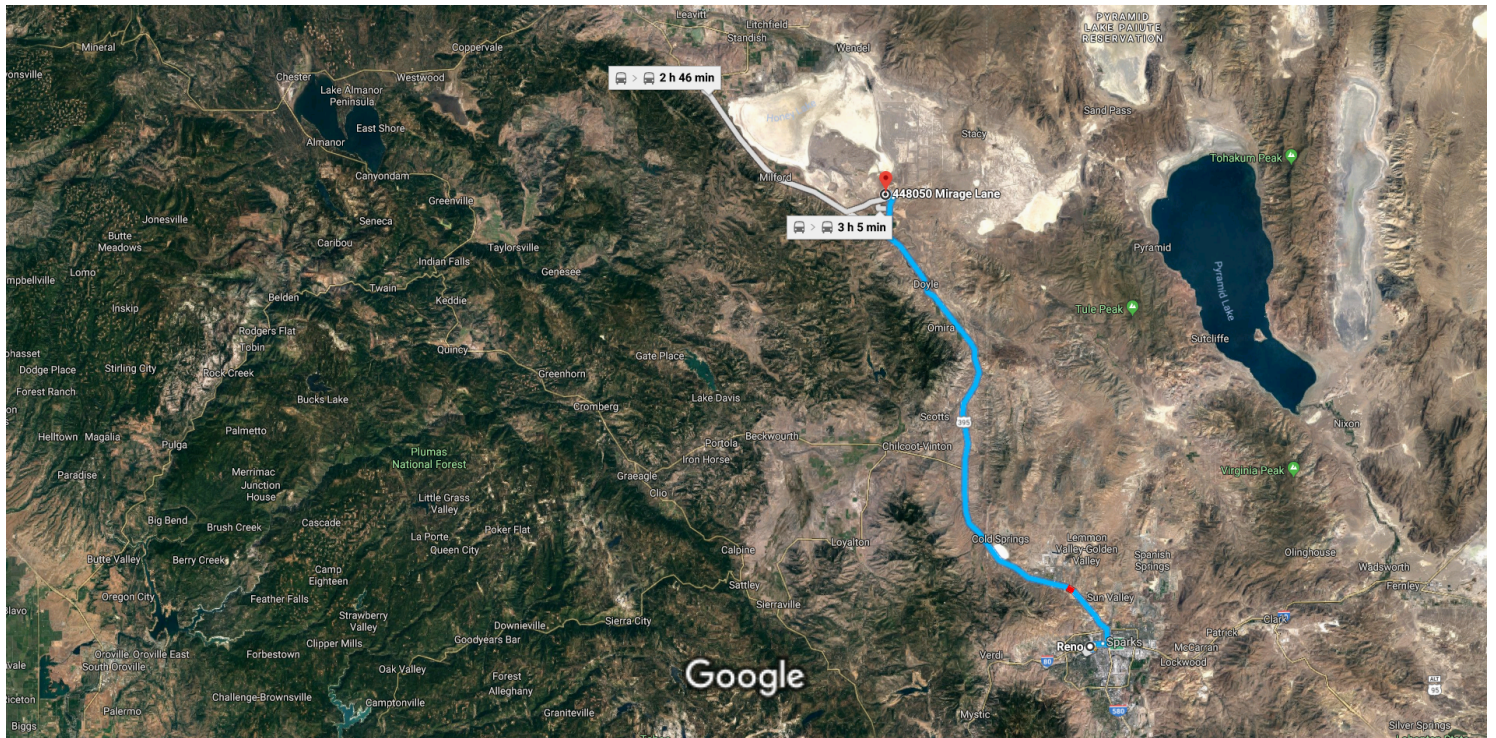 Leavitt
Litchfield
Standish
PYRAMID
LAKE PAIUTE
RESERVATION
Mineral
Coppervale
Wendel
Chester
Westwood
2 h 46 min
Lake Almanor
Peninsula
Sand Pass
East Shore
Stacy
Almanor
Tohakum Peak
Canyondam
Milford
448050 Mirage Lane
Greenville
Jonesville
Seneca
3 h 5 min
Butte
Meadows
Caribou
Taylorsville
Pyramid
Indian Falls
Lomo
Genesee
Doyle
Twain
Belden
Pyramid Lake
Keddie
Inskip
Tule Peak
Omira
Rodgers Flat
Tobin
Sutcliffe
Quincy
Gate Place
Dodge Place
Stirling City
Rock Creek
Greenhorn
Forest Ranch
Bucks Lake
Lake Davis
Cromberg
Scotts
395
Nixon
Palmetto
Helltown
Magalia
Pulga
Beckwourth
Portola
Chilcoot-Vinton
Plumas
National Forest
Iron Horse
Merrimac
Paradise
Graeagle
Virginia Peak
Junction
House
Clio
Little Grass
Valley
Big Bend
Brush Creek
Cascade
Poker Flat
La Porte
Queen City
Cold Springs
Lemmon
Valley-Golden
Valley
Loyalton
Calpine
Spanish
Springs
Olinghouse
Butte Valley
Berry Creek
Camp
Eighteen
Wadsworth
Sattley
Fernley
Oregon City
Feather Falls
Sun Valley
Sierraville
Strawberry
Valley
Sierra City
Downieville
Clark
Patrick
Clipper Mills
Goodyears Bar
Reno
Sparks
McCarran
Oroville
Oroville East
Forbestown
Verdi
80
Lockwood
South Oroville
Oak Valley
Google
Forest
ALT
95
Alleghany
Challenge-Brownsville
Camptonville
Palermo
Graniteville
Mystic
580
Biggs
Silver Springs